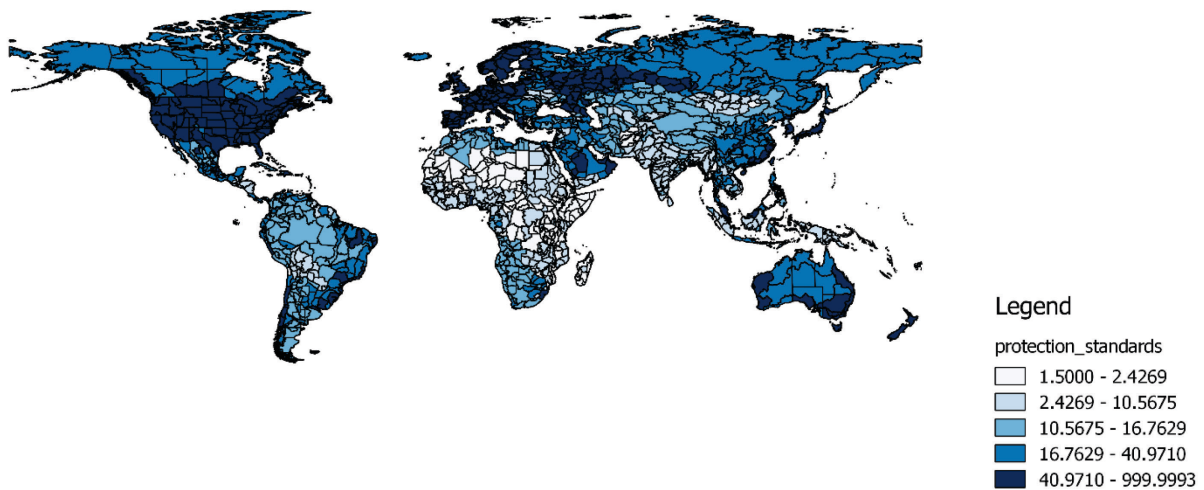 Legend
protection_standards
1.5000 - 2.4269
2.4269 - 10.5675
10.5675 - 16.7629
16.7629 - 40.9710
40.9710 - 999.9993